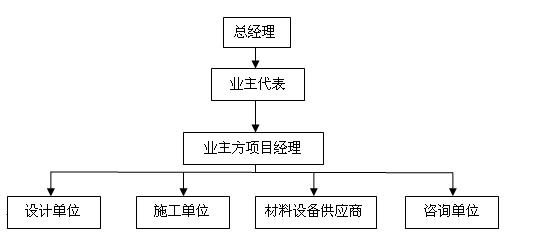 总经理
业主代表
业主方项目经理
设计单位
施工单位
材料设备供应商
咨询单位